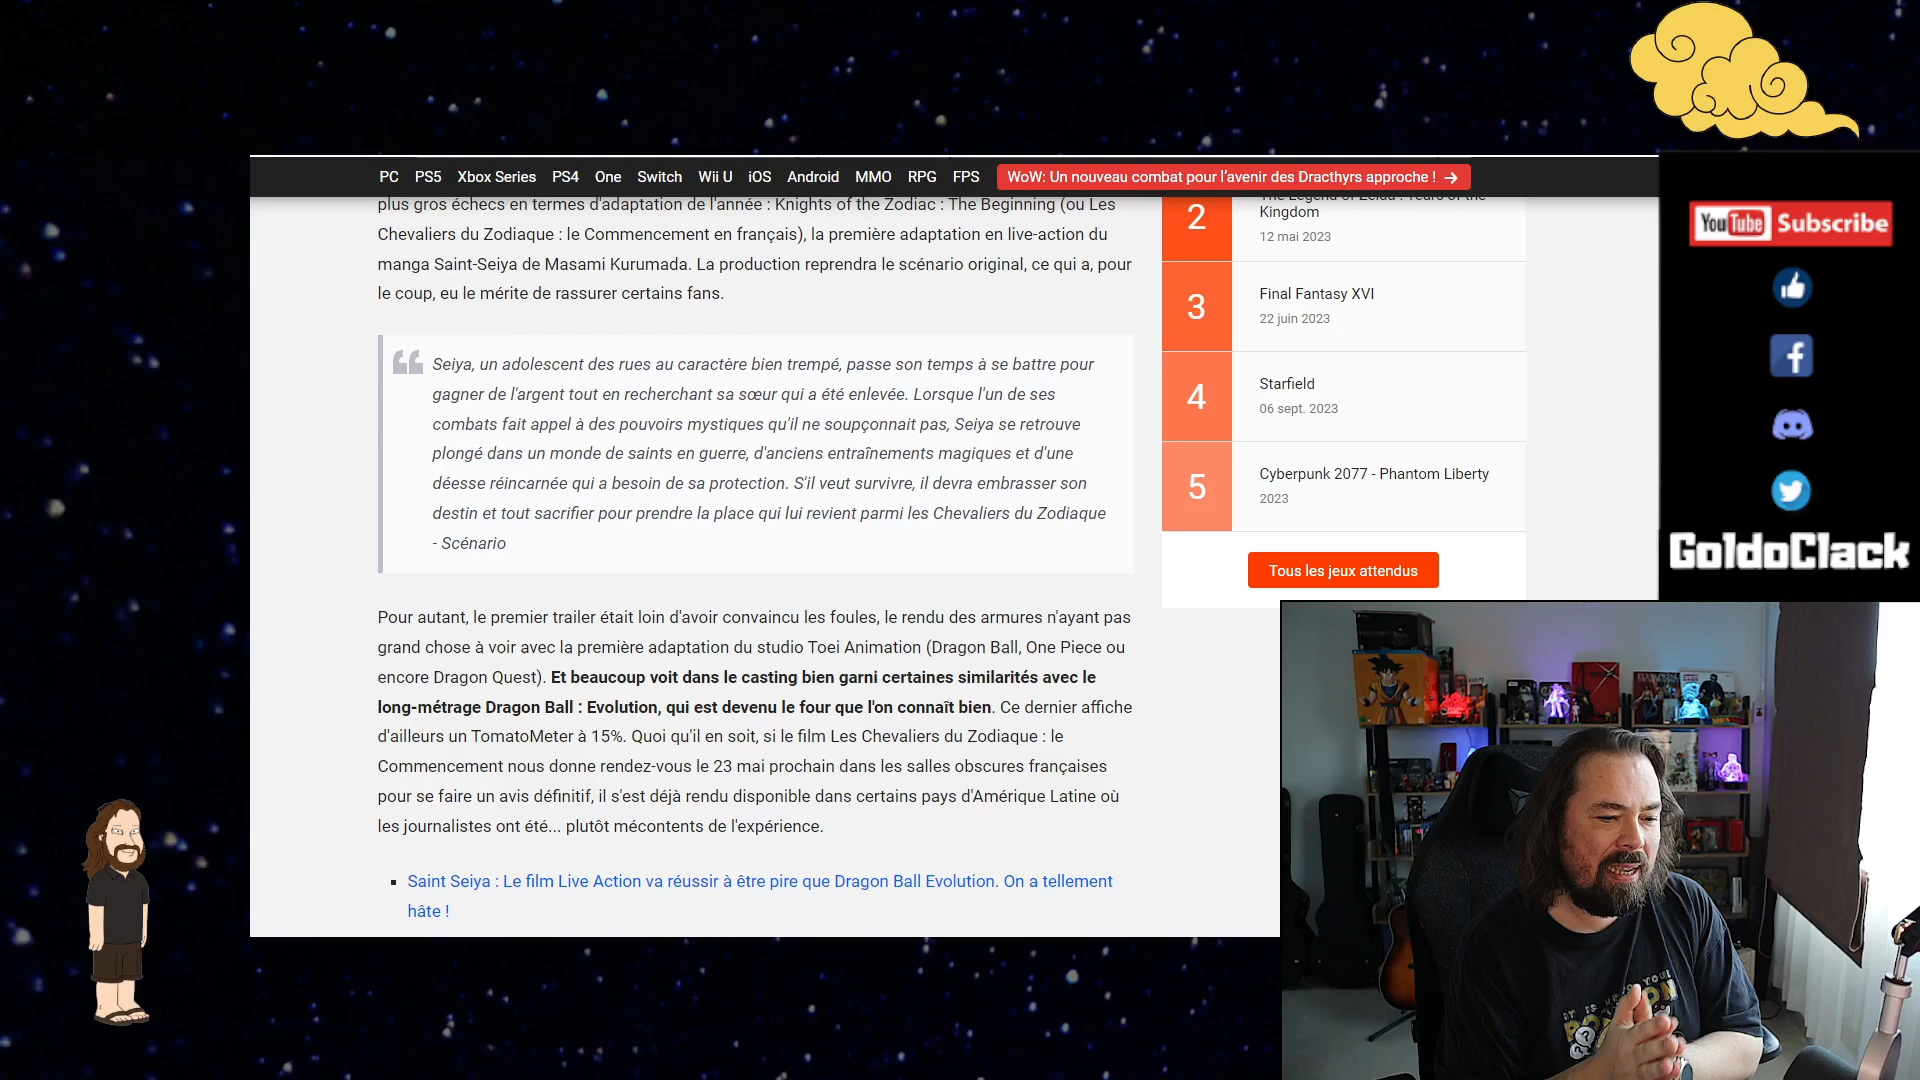 PC PS5 Xbox Series PS4 One Switch Wii U iOS Android MMO RPG FPS WoW: Un nouveau combat pour l'avenir des Dracthyrs approche ! →
plus gros échecs en termes d'adaptation de l'année : Knights of the Zodiac : The Beginning (ou Les
Chevaliers du Zodiaque : le Commencement en français), la première adaptation en live-action du
manga Saint-Seiya de Masami Kurumada. La production reprendra le scénario original, ce qui a, pour
le coup, eu le mérite de rassurer certains fans.
Seiya, un adolescent des rues au caractère bien trempé, passe son temps à se battre pour
gagner de l'argent tout en recherchant sa sœur qui a été enlevée. Lorsque l'un de ses
combats fait appel à des pouvoirs mystiques qu'il ne soupçonnait pas, Seiya se retrouve
plongé dans un monde de saints en guerre, d'anciens entraînements magiques et d'une
déesse réincarnée qui a besoin de sa protection. S'il veut survivre, il devra embrasser son
destin et tout sacrifier pour prendre la place qui lui revient parmi les Chevaliers du Zodiaque
- Scénario
Pour autant, le premier trailer était loin d'avoir convaincu les foules, le rendu des armures n'ayant pas
grand chose à voir avec la première adaptation du studio Toei Animation (Dragon Ball, One Piece ou
encore Dragon Quest). Et beaucoup voit dans le casting bien garni certaines similarités avec le
long-métrage Dragon Ball : Evolution, qui est devenu le four que l'on connaît bien. Ce dernier affiche
d'ailleurs un TomatoMeter à 15%. Quoi qu'il en soit, si le film Les Chevaliers du Zodiaque : le
Commencement nous donne rendez-vous le 23 mai prochain dans les salles obscures françaises
pour se faire un avis définitif, il s'est déjà rendu disponible dans certains pays d'Amérique Latine où
les journalistes ont été... plutôt mécontents de l'expérience.
Saint Seiya : Le film Live Action va réussir à être pire que Dragon Ball Evolution. On a tellement
hâte !
2
The Legend of Zelda : Tears of the
Kingdom
12 mai 2023
3
Final Fantasy XVI
22 juin 2023
4
Starfield
06 sept. 2023
5
Cyberpunk 2077 - Phantom Liberty
2023
Tous les jeux attendus
YouTube Subscribe
GoldoClack